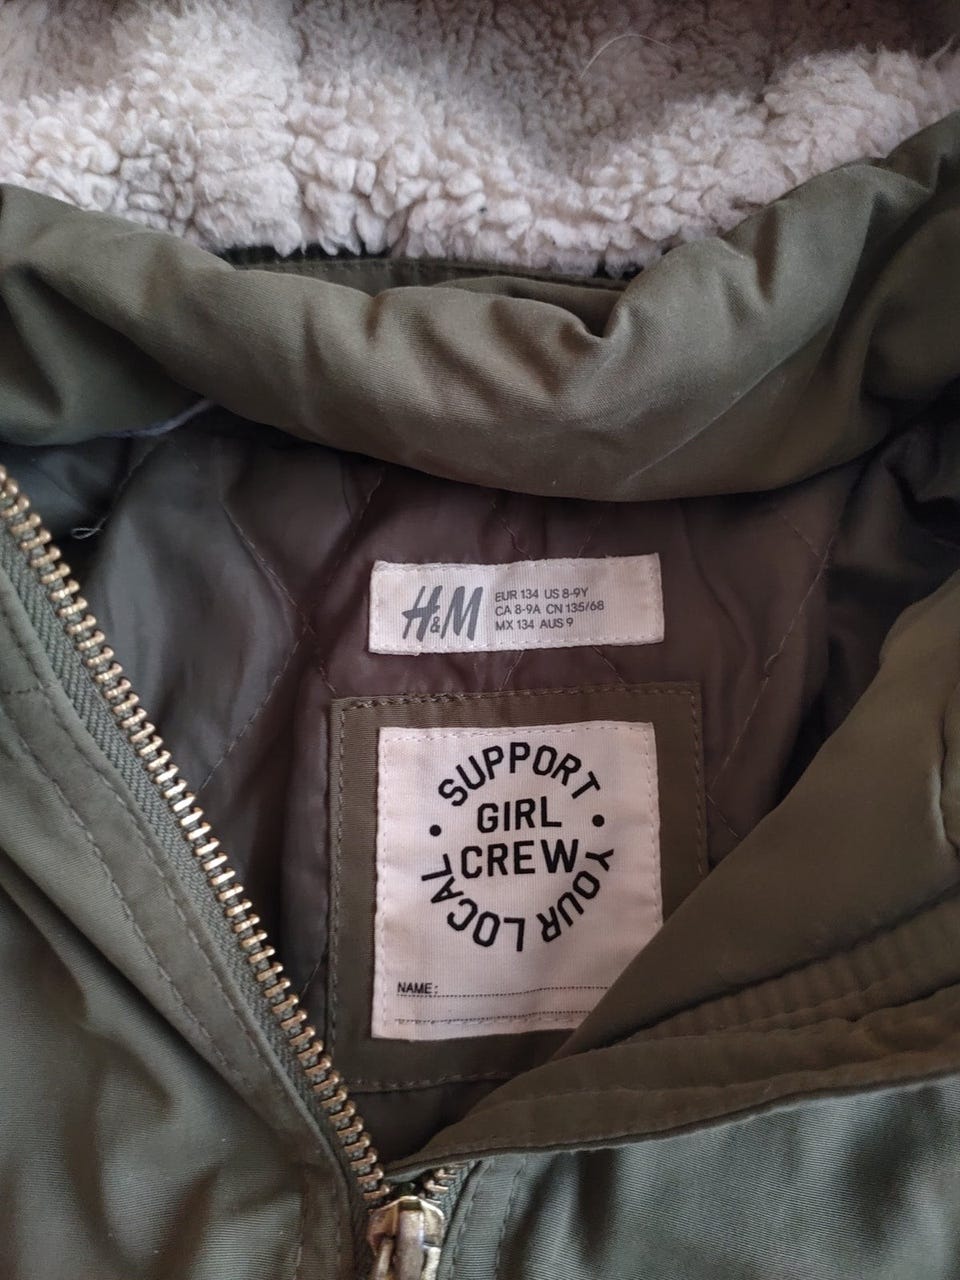 H&M
EUR 134 US 8-9Y
CA 8-9A CN 135/68
MX 134 AUS 9
SUPPORT
GIRL
CREW
YOUR LOCAL
NAME: